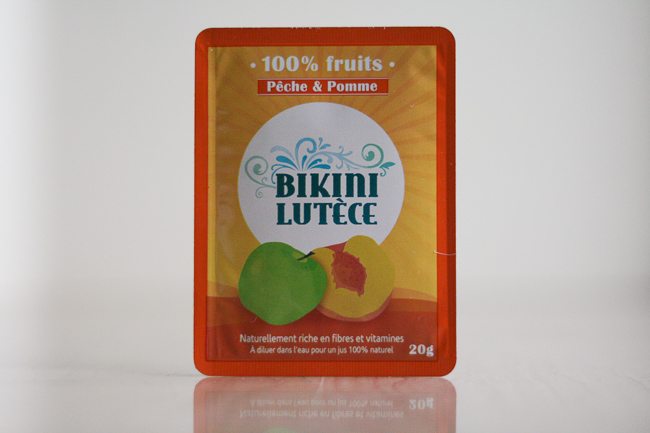 • 100% fruits •
Pêche & Pomme
BIKINI
LUTÈCE
Naturellement riche en fibres et vitamines
À diluer dans l'eau pour un jus 100% naturel
20g